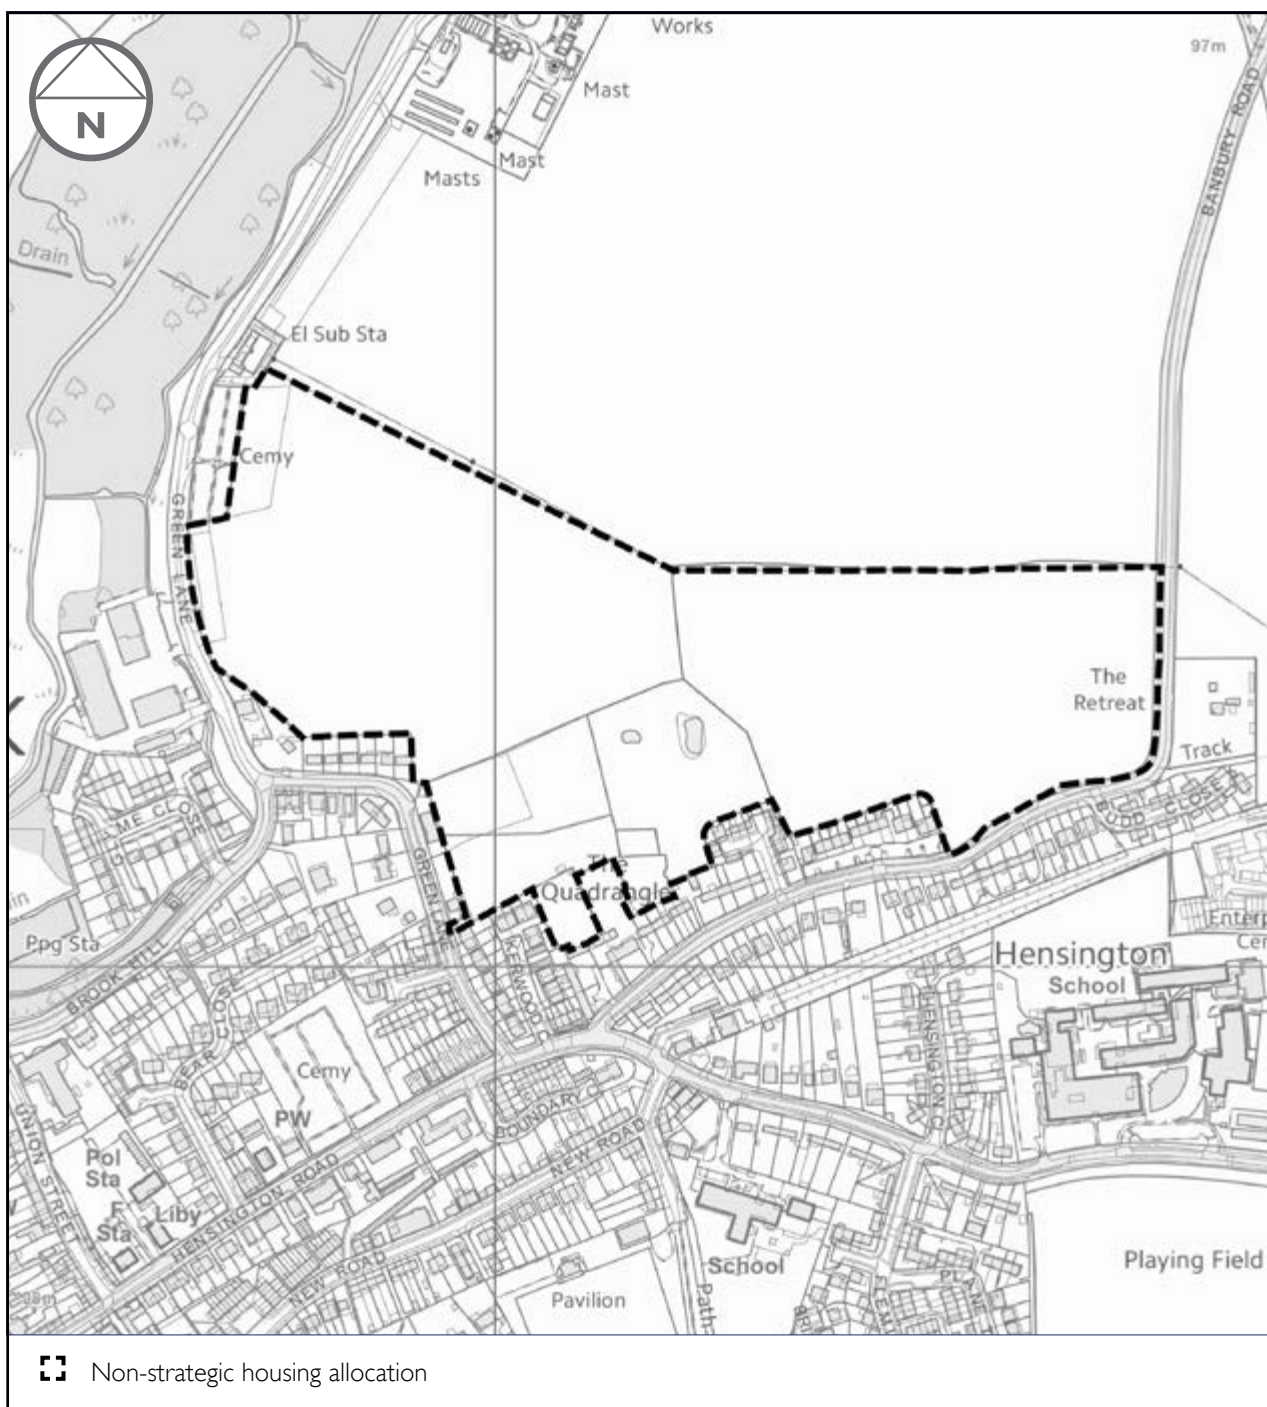 Works
97m
N
Mast
Mast
Masts
BANBURY ROAD
Drain
El Sub Sta
Cemy
GREEN LANE
The
Retreat
Track
BUDD CLOSE
GREEN
The
Quadrangle
Ppg Sta
BROOK HILL
BEAR CLOSE
KERWOOD
Hensington
School
Enterp
Cen
HENSINGTON C
Cemy
PW
BOUNDARY C
NEW ROAD
UNION STREET
Pol
Sta
F
Sta
Liby
HENSINGTON ROAD
NEW ROAD
School
Playing Field
Pavilion
Path
PLANE
Non-strategic housing allocation